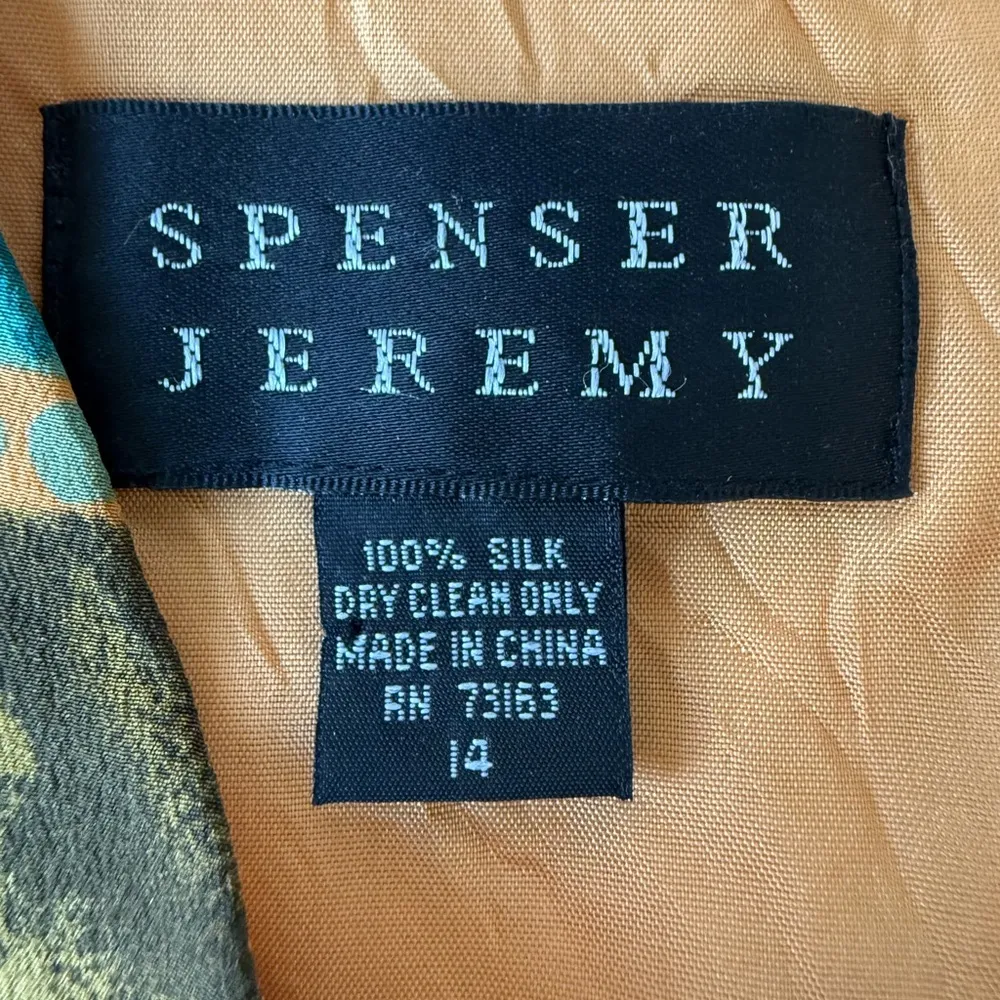 SPENSER
JEREMY
100% SILK
DRY CLEAN ONLY
MADE IN CHINA
RN 73163
14